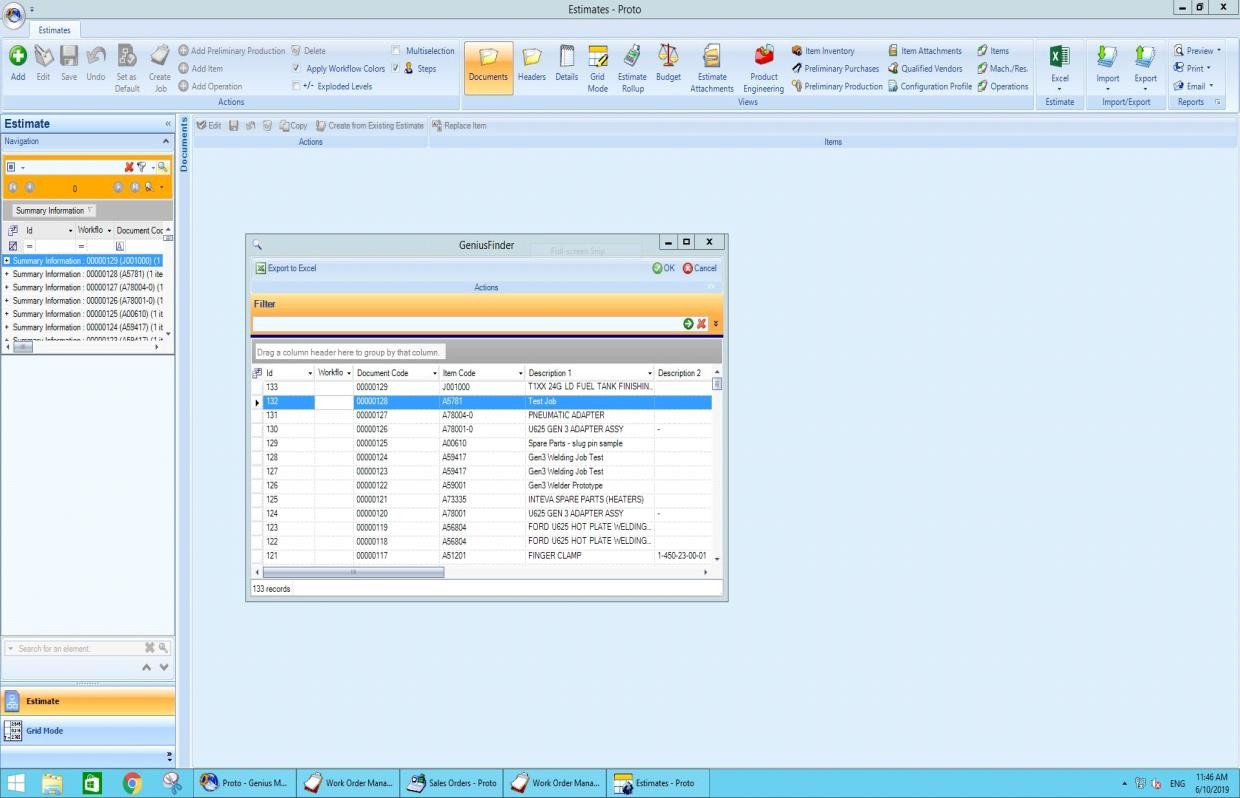 Estimates - Proto
Estimates
Add
Edit
Save
Undo
Set as Default
Create Job
Add Preliminary Production
Add Item
Add Operation
Delete
Apply Workflow Colors
+/- Exploded Levels
Multiselection
Steps
Actions
Documents
Headers
Details
Grid Mode
Estimate Rollup
Budget
Estimate Attachments
Product Engineering
Item Inventory
Preliminary Purchases
Preliminary Production
Item Attachments
Qualified Vendors
Configuration Profile
Items
Mach./Res.
Operations
Views
Excel
Estimate
Import
Export
Import/Export
Preview
Print
Email
Reports
Estimate
«
Navigation
0
Summary Information
Id Workflo Document Coc
= = A
Summary Information : 00000129 (J001000) (1
Summary Information : 00000128 (A5781) (1 ite
Summary Information : 00000127 (A78004-0) (1
Summary Information : 00000126 (A78001-0) (1
Summary Information : 00000125 (A00610) (1 it
Summary Information : 00000124 (A59417) (1 it
Summary Information : 00000123 (A59417) (1 it
Search for an element.
Estimate
Grid Mode
»
Documents
Edit
Copy
Create from Existing Estimate
Replace Item
Actions
Items
GeniusFinder
Full-screen Snip
Export to Excel
OK
Cancel
Actions
Filter
Drag a column header here to group by that column.
Id Workflo Document Code Item Code Description 1 Description 2
133 00000129 J001000 T1XX 24G LD FUEL TANK FINISHIN...
132 00000128 A5781 Test Job
131 00000127 A78004-0 PNEUMATIC ADAPTER
130 00000126 A78001-0 U625 GEN 3 ADAPTER ASSY -
129 00000125 A00610 Spare Parts - slug pin sample
128 00000124 A59417 Gen3 Welding Job Test
127 00000123 A59417 Gen3 Welding Job Test
126 00000122 A59001 Gen3 Welder Prototype
125 00000121 A73335 INTEVA SPARE PARTS (HEATERS)
124 00000120 A78001 U625 GEN 3 ADAPTER ASSY -
123 00000119 A56804 FORD U625 HOT PLATE WELDING...
122 00000118 A56804 FORD U625 HOT PLATE WELDING...
121 00000117 A51201 FINGER CLAMP 1-450-23-00-01
133 records
Proto - Genius M...
Work Order Mana...
Sales Orders - Proto
Work Order Mana...
Estimates - Proto
ENG
11:46 AM
6/10/2019